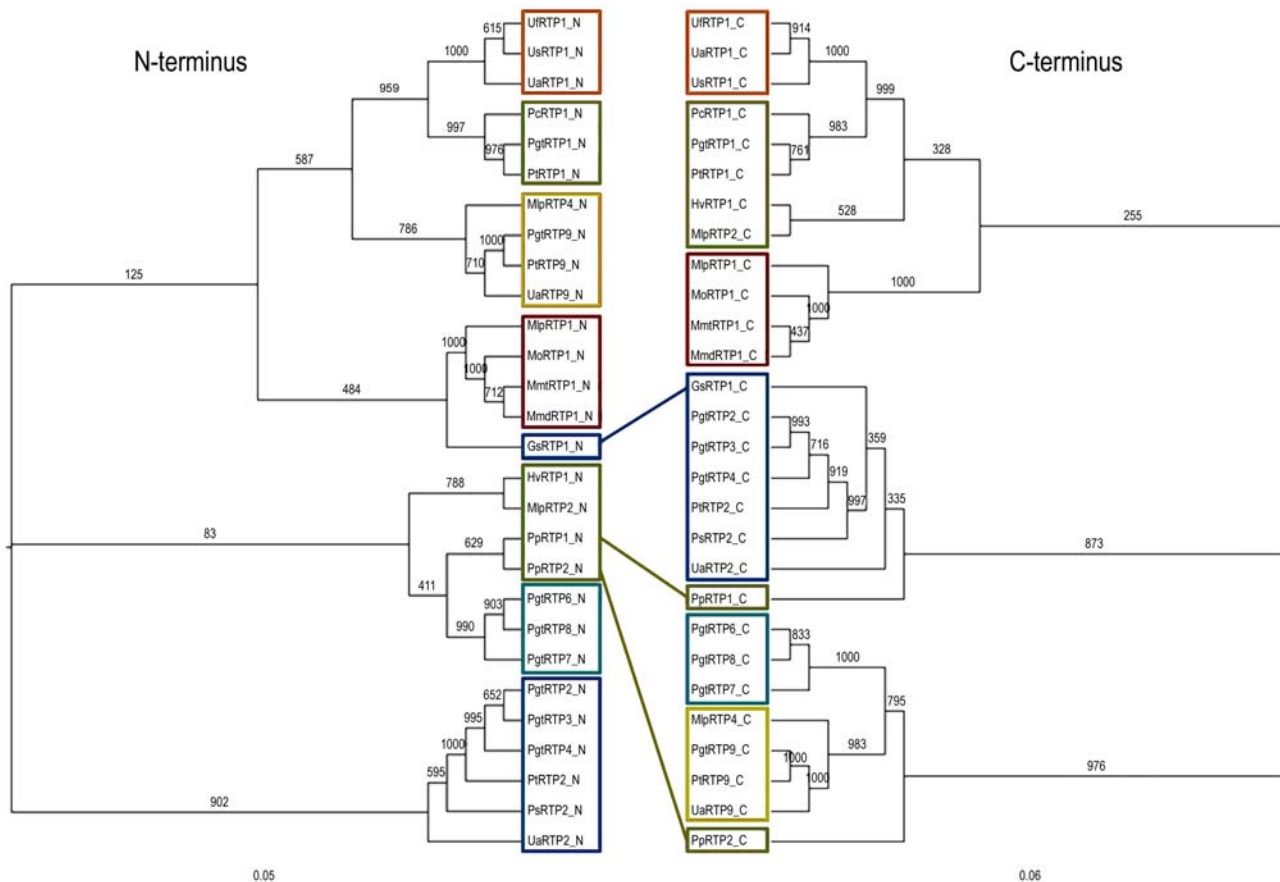 N-terminus
C-terminus
UfRTP1_N
UsRTP1_N
UaRTP1_N
PcRTP1_N
PgtRTP1_N
PtRTP1_N
MlpRTP4_N
PgtRTP9_N
PtRTP9_N
UaRTP9_N
MlpRTP1_N
MoRTP1_N
MmtRTP1_N
MmdRTP1_N
GsRTP1_N
HvRTP1_N
MlpRTP2_N
PpRTP1_N
PpRTP2_N
PgtRTP6_N
PgtRTP8_N
PgtRTP7_N
PgtRTP2_N
PgtRTP3_N
PgtRTP4_N
PtRTP2_N
PsRTP2_N
UaRTP2_N
615
1000
959
997
976
587
786
1000
710
125
1000
1000
712
484
788
83
629
411
903
990
652
995
1000
595
902
0.05
UfRTP1_C
UaRTP1_C
UsRTP1_C
PcRTP1_C
PgtRTP1_C
PtRTP1_C
HvRTP1_C
MlpRTP2_C
MlpRTP1_C
MoRTP1_C
MmtRTP1_C
MmdRTP1_C
GsRTP1_C
PgtRTP2_C
PgtRTP3_C
PgtRTP4_C
PtRTP2_C
PsRTP2_C
UaRTP2_C
PpRTP1_C
PgtRTP6_C
PgtRTP8_C
PgtRTP7_C
MlpRTP4_C
PgtRTP9_C
PtRTP9_C
UaRTP9_C
PpRTP2_C
914
1000
999
983
761
328
528
255
1000
1000
437
993
716
359
919
997
335
873
833
1000
795
983
1000
1000
976
0.06